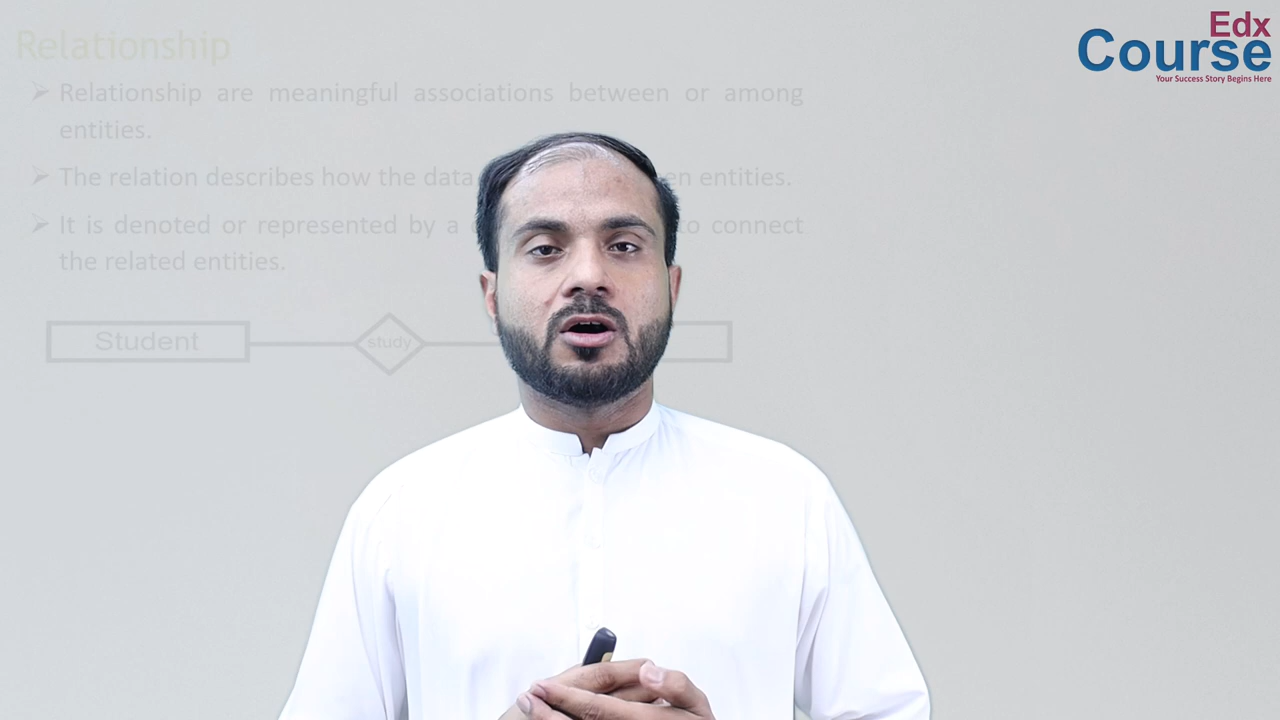 Relationship
Edx
Course
Your Success Story Begins Here
➢ Relationship are meaningful associations between or among
entities.
➢ The relation describes how the data entities.
➢ It is denoted or represented by a to connect
the related entities.
Student
study